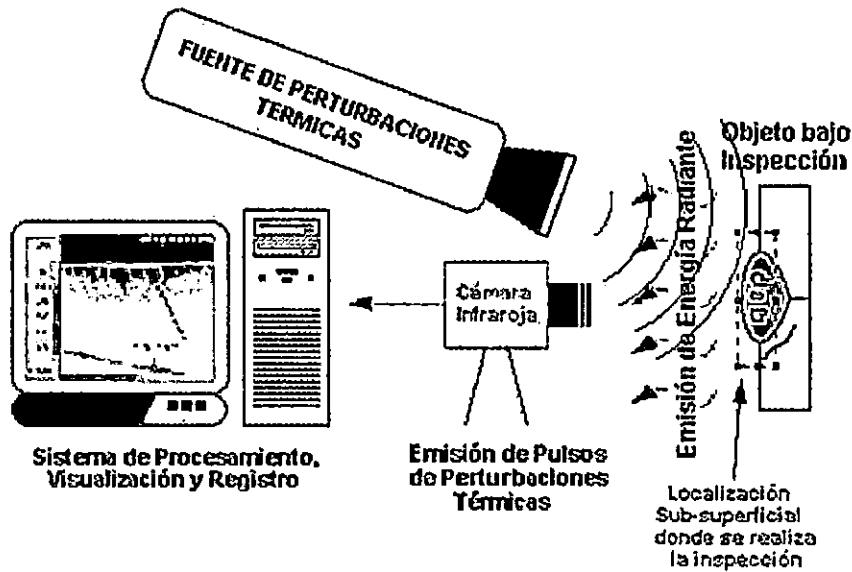 FUENTE DE PERTURBACIONES
TERMICAS
Objeto bajo
Inspección
Emisión de Energía Radiante
Cámara
Infraroja
Sistema de Procesamiento,
Visualización y Registro
Emisión de Pulsos
de Perturbaciones
Térmicas
Localización
Sub-superficial
donde se realiza
la inspección